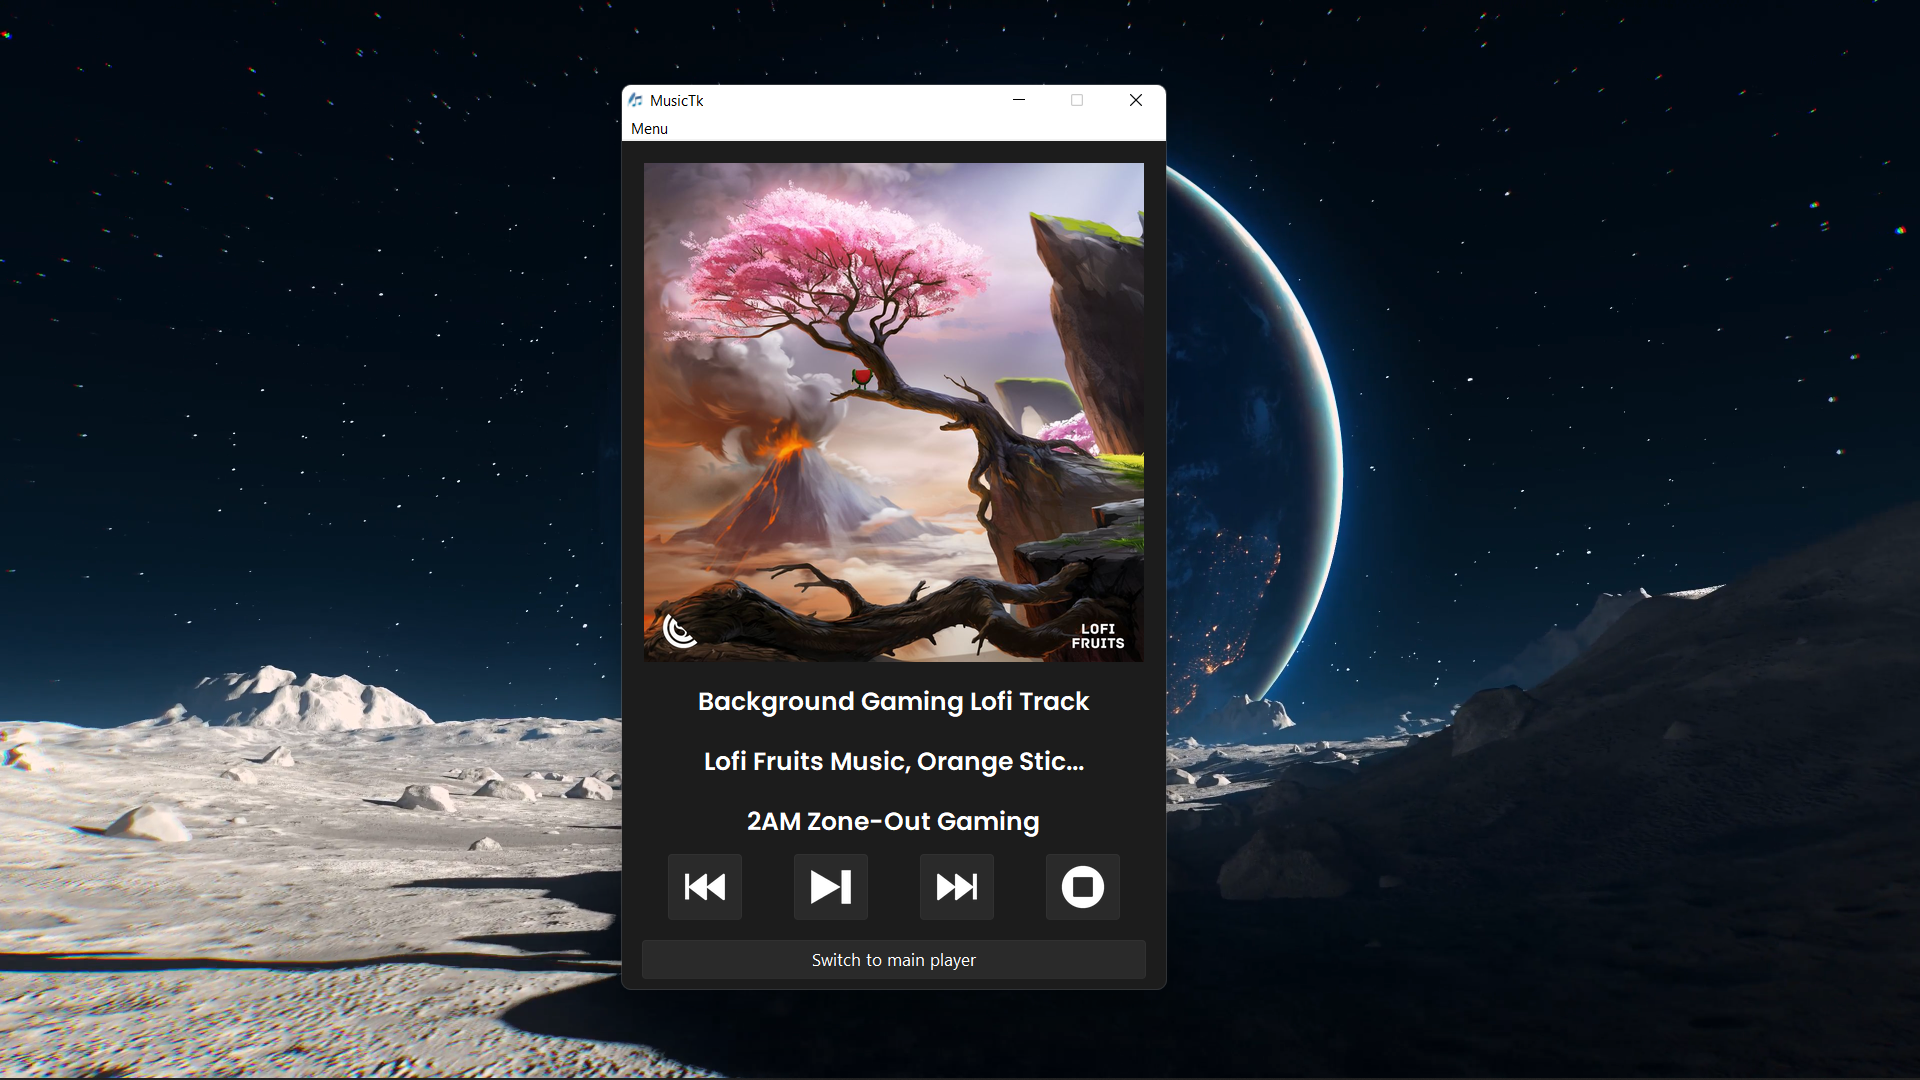 MusicTk
Menu
LOFI
FRUITS
Background Gaming Lofi Track
Lofi Fruits Music, Orange Stic...
2AM Zone-Out Gaming
Switch to main player